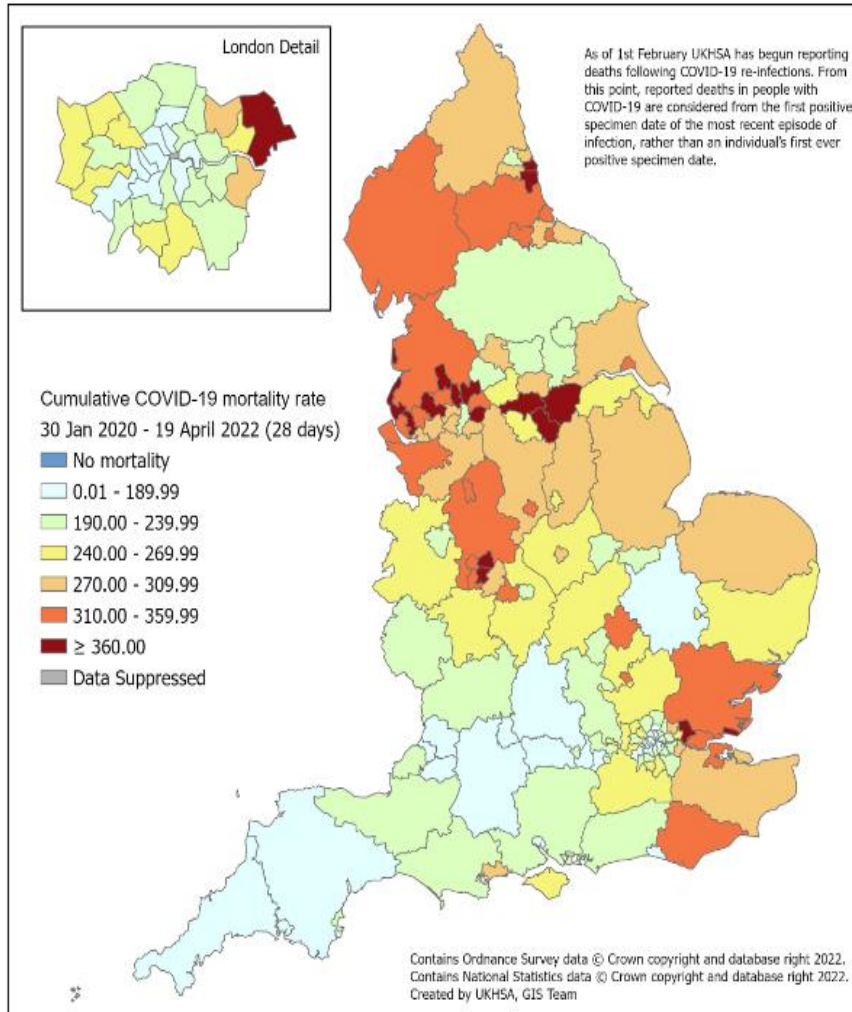 London Detail
As of 1st February UKHSA has begun reporting
deaths following COVID-19 re-infections. From
this point, reported deaths in people with
COVID-19 are considered from the first positive
specimen date of the most recent episode of
infection, rather than an individual's first ever
positive specimen date.
Cumulative COVID-19 mortality rate
30 Jan 2020 - 19 April 2022 (28 days)
No mortality
0.01 - 189.99
190.00 - 239.99
240.00 - 269.99
270.00 - 309.99
310.00 - 359.99
≥ 360.00
Data Suppressed
Contains Ordnance Survey data © Crown copyright and database right 2022.
Contains National Statistics data © Crown copyright and database right 2022.
Created by UKHSA, GIS Team